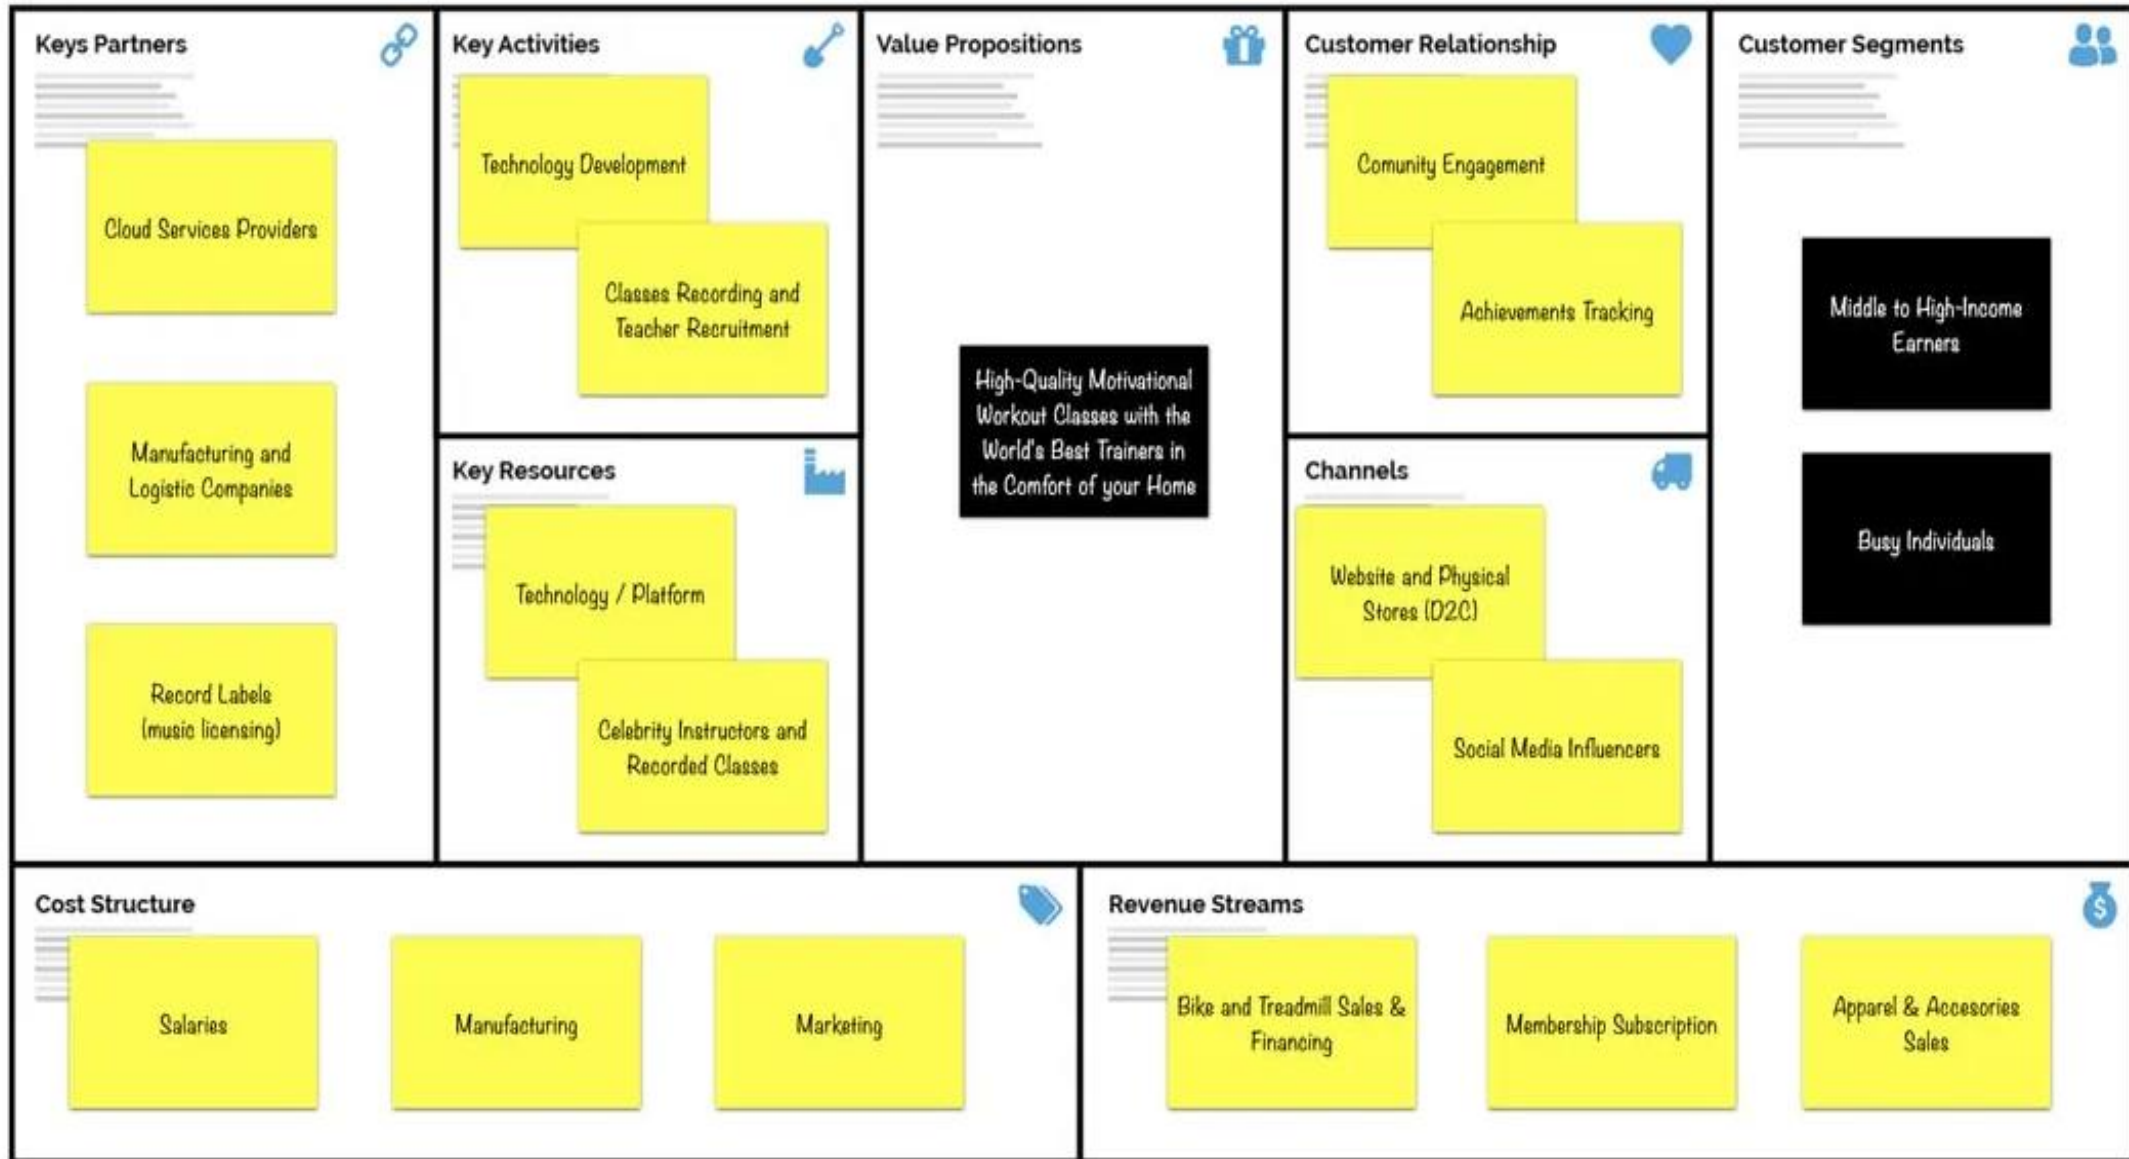 Keys Partners
Cloud Services Providers
Manufacturing and
Logistic Companies
Record Labels
(music licensing)
Key Activities
Technology Development
Classes Recording and
Teacher Recruitment
Key Resources
Technology / Platform
Celebrity Instructors and
Recorded Classes
Value Propositions
High-Quality Motivational
Workout Classes with the
World's Best Trainers in
the Comfort of your Home
Customer Relationship
Comunity Engagement
Achievements Tracking
Channels
Website and Physical
Stores (D2C)
Social Media Influencers
Customer Segments
Middle to High-Income
Earners
Busy Individuals
Cost Structure
Salaries
Manufacturing
Marketing
Revenue Streams
Bike and Treadmill Sales &
Financing
Membership Subscription
Apparel & Accesories
Sales